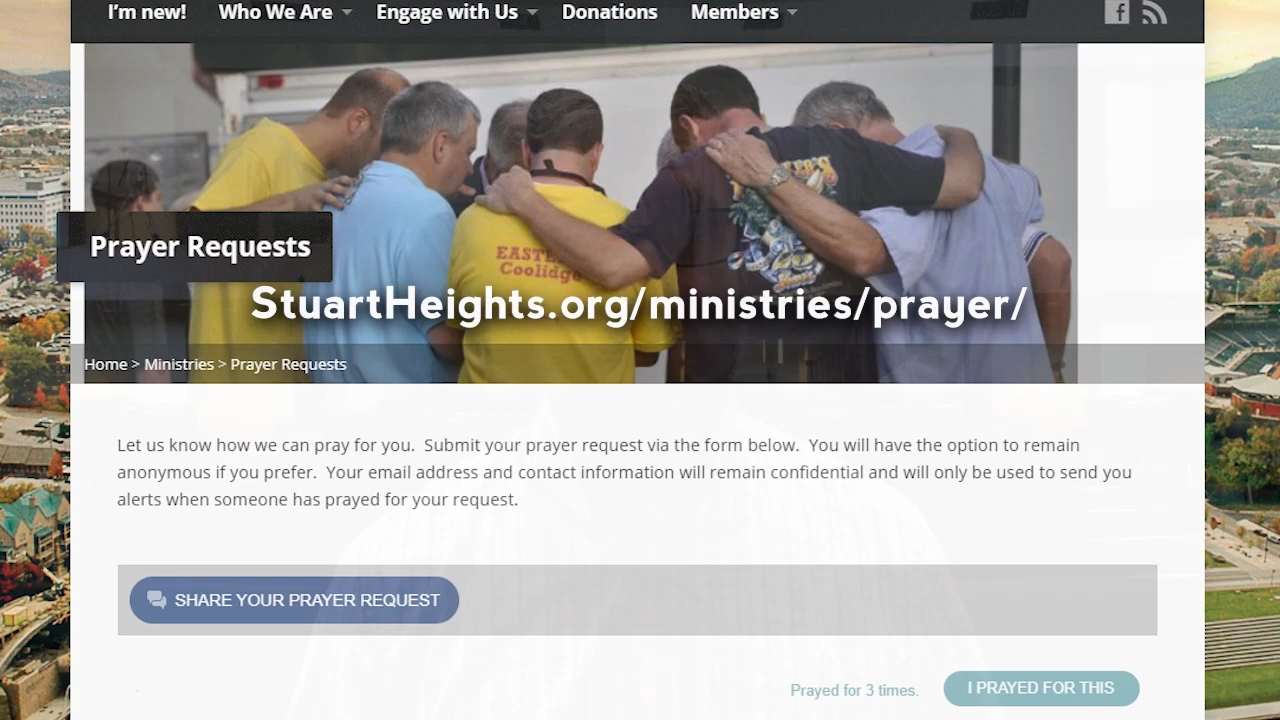 I'm new! Who We Are Engage with Us Donations Members
Prayer Requests
EASTE
Coolidge
StuartHeights.org/ministries/prayer/
Home > Ministries > Prayer Requests
Let us know how we can pray for you. Submit your prayer request via the form below. You will have the option to remain
anonymous if you prefer. Your email address and contact information will remain confidential and will only be used to send you
alerts when someone has prayed for your request.
SHARE YOUR PRAYER REQUEST
Prayed for 3 times. I PRAYED FOR THIS